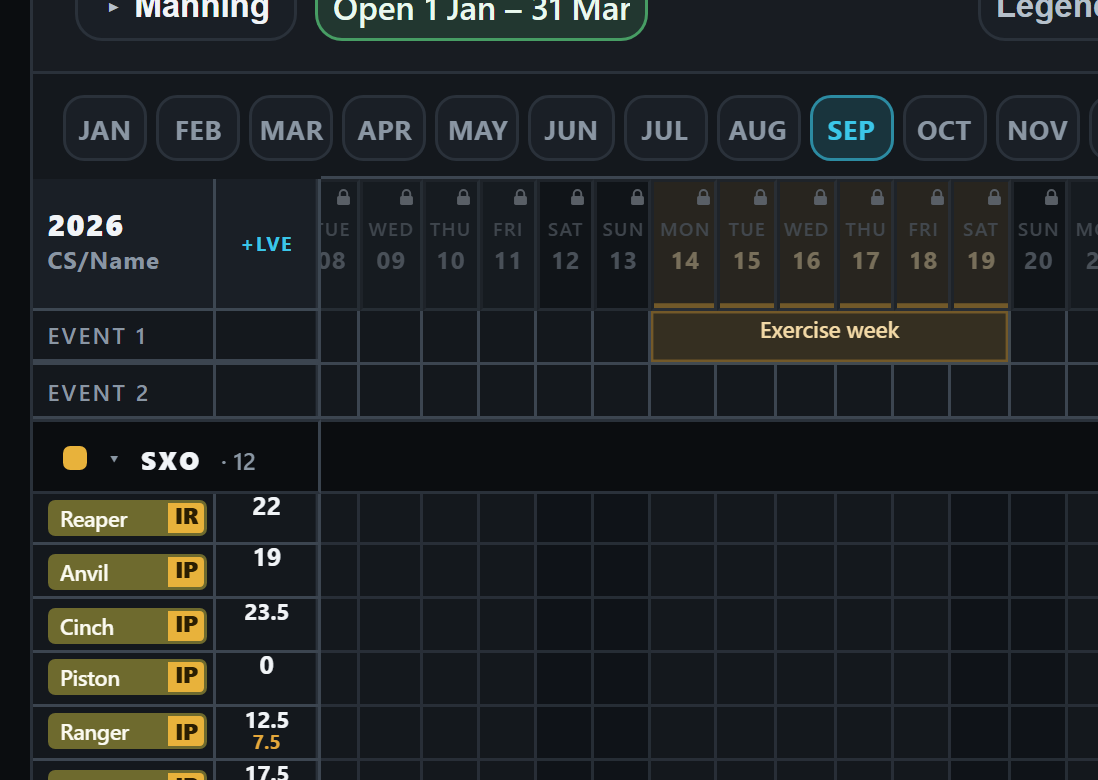 ▸ Manning
Open 1 Jan – 31 Mar
JAN FEB MAR APR MAY JUN JUL AUG SEP OCT NOV
2026
CS/Name
+LVE
TUE WED THU FRI SAT SUN MON TUE WED THU FRI SAT SUN
08 09 10 11 12 13 14 15 16 17 18 19 20
EVENT 1
Exercise week
EVENT 2
▾ SXO · 12
Reaper IR 22
Anvil IP 19
Cinch IP 23.5
Piston IP 0
Ranger IP 12.5
7.5
17.5